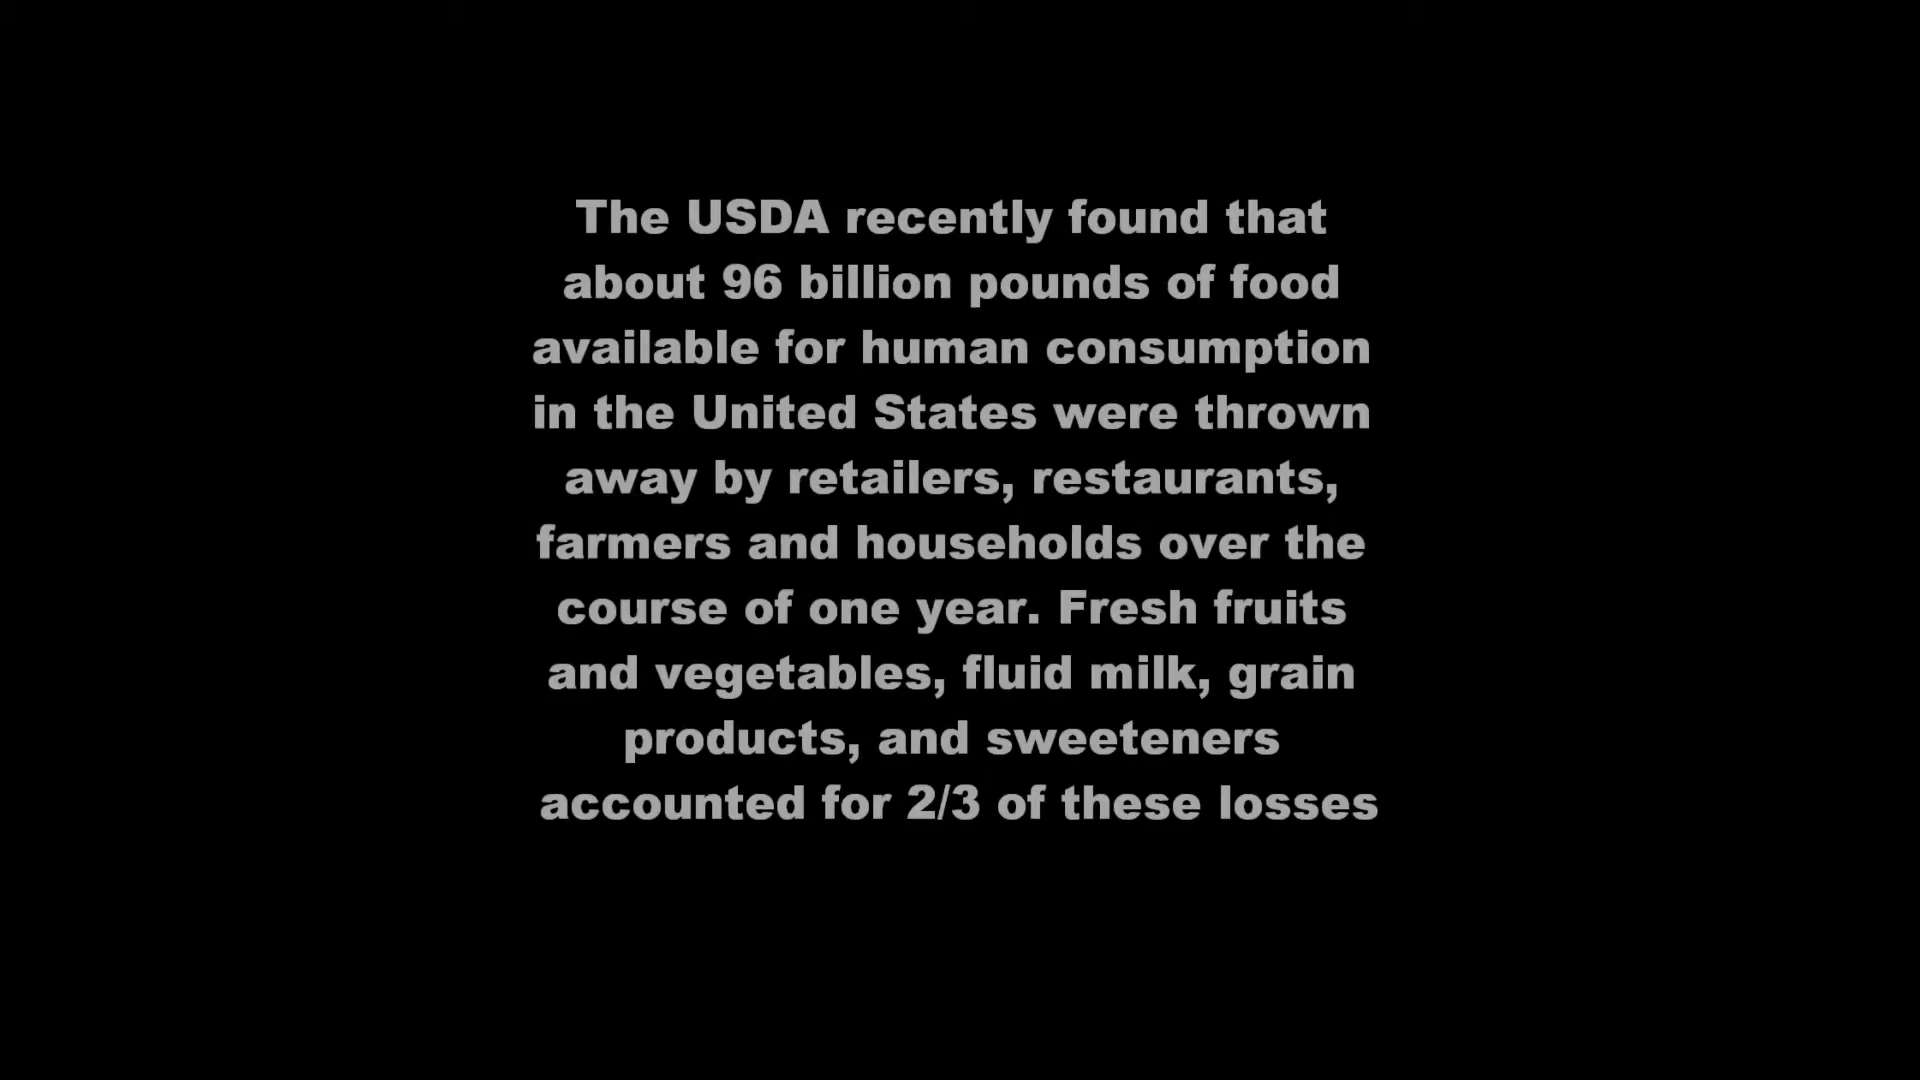 The USDA recently found that
about 96 billion pounds of food
available for human consumption
in the United States were thrown
away by retailers, restaurants,
farmers and households over the
course of one year. Fresh fruits
and vegetables, fluid milk, grain
products, and sweeteners
accounted for 2/3 of these losses